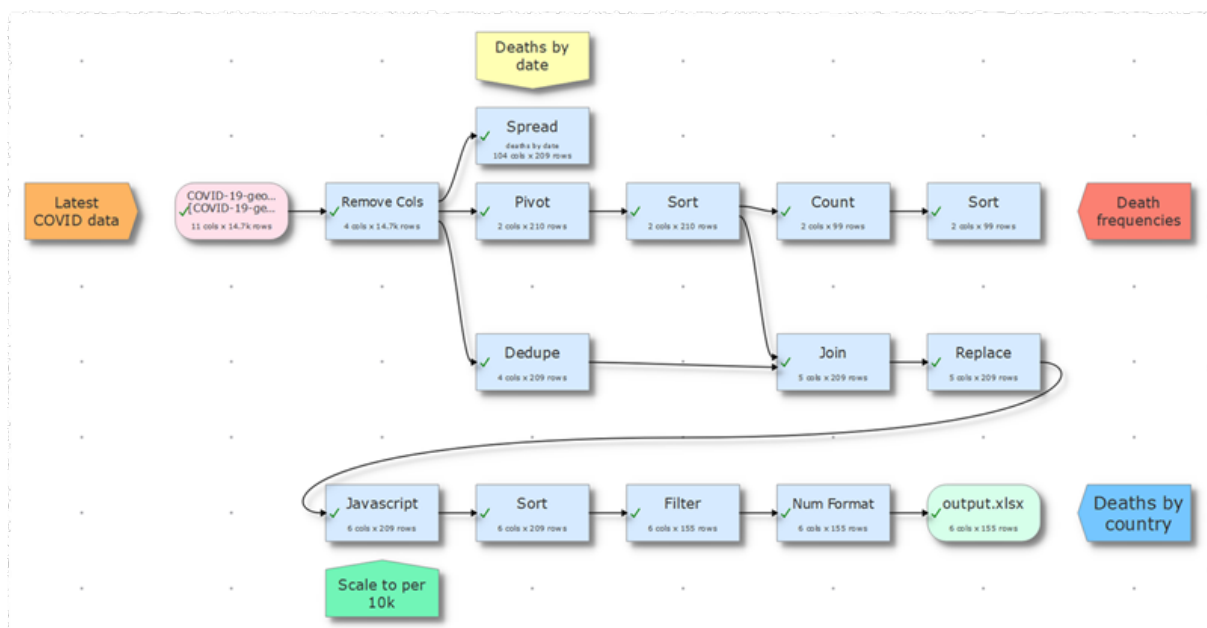 Deaths by
date
Spread
deaths by date
104 cols x 209 rows
Latest
COVID data
COVID-19-geo...
[COVID-19-ge...
11 cols x 14.7k rows
Remove Cols
4 cols x 14.7k rows
Pivot
2 cols x 210 rows
Sort
2 cols x 210 rows
Count
2 cols x 99 rows
Sort
2 cols x 99 rows
Death
frequencies
Dedupe
4 cols x 209 rows
Join
5 cols x 209 rows
Replace
5 cols x 209 rows
Javascript
6 cols x 209 rows
Sort
6 cols x 209 rows
Filter
6 cols x 155 rows
Num Format
6 cols x 155 rows
output.xlsx
6 cols x 155 rows
Deaths by
country
Scale to per
10k